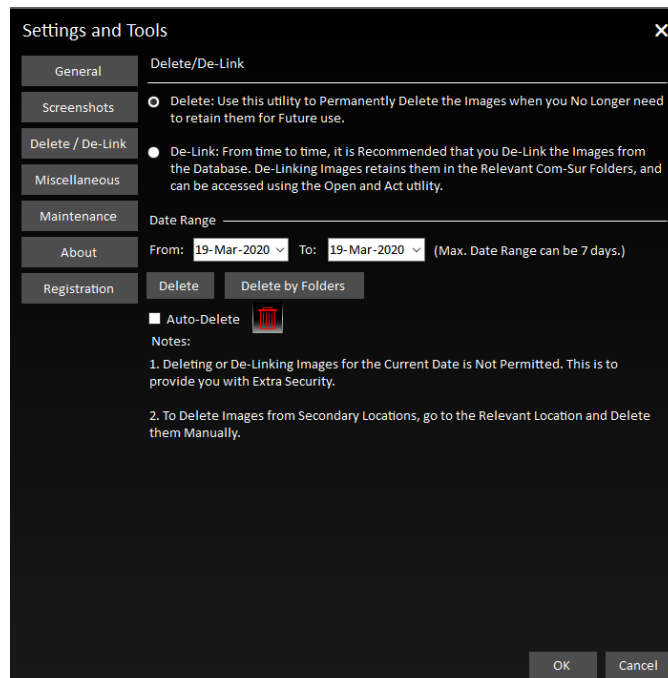 Settings and Tools
General
Screenshots
Delete / De-Link
Miscellaneous
Maintenance
About
Registration
Delete/De-Link
Delete: Use this utility to Permanently Delete the Images when you No Longer need
to retain them for Future use.
De-Link: From time to time, it is Recommended that you De-Link the Images from
the Database. De-Linking Images retains them in the Relevant Com-Sur Folders, and
can be accessed using the Open and Act utility.
Date Range
From: 19-Mar-2020 To: 19-Mar-2020 (Max. Date Range can be 7 days.)
Delete Delete by Folders
Auto-Delete
Notes:
1. Deleting or De-Linking Images for the Current Date is Not Permitted. This is to
provide you with Extra Security.
2. To Delete Images from Secondary Locations, go to the Relevant Location and Delete
them Manually.
OK Cancel